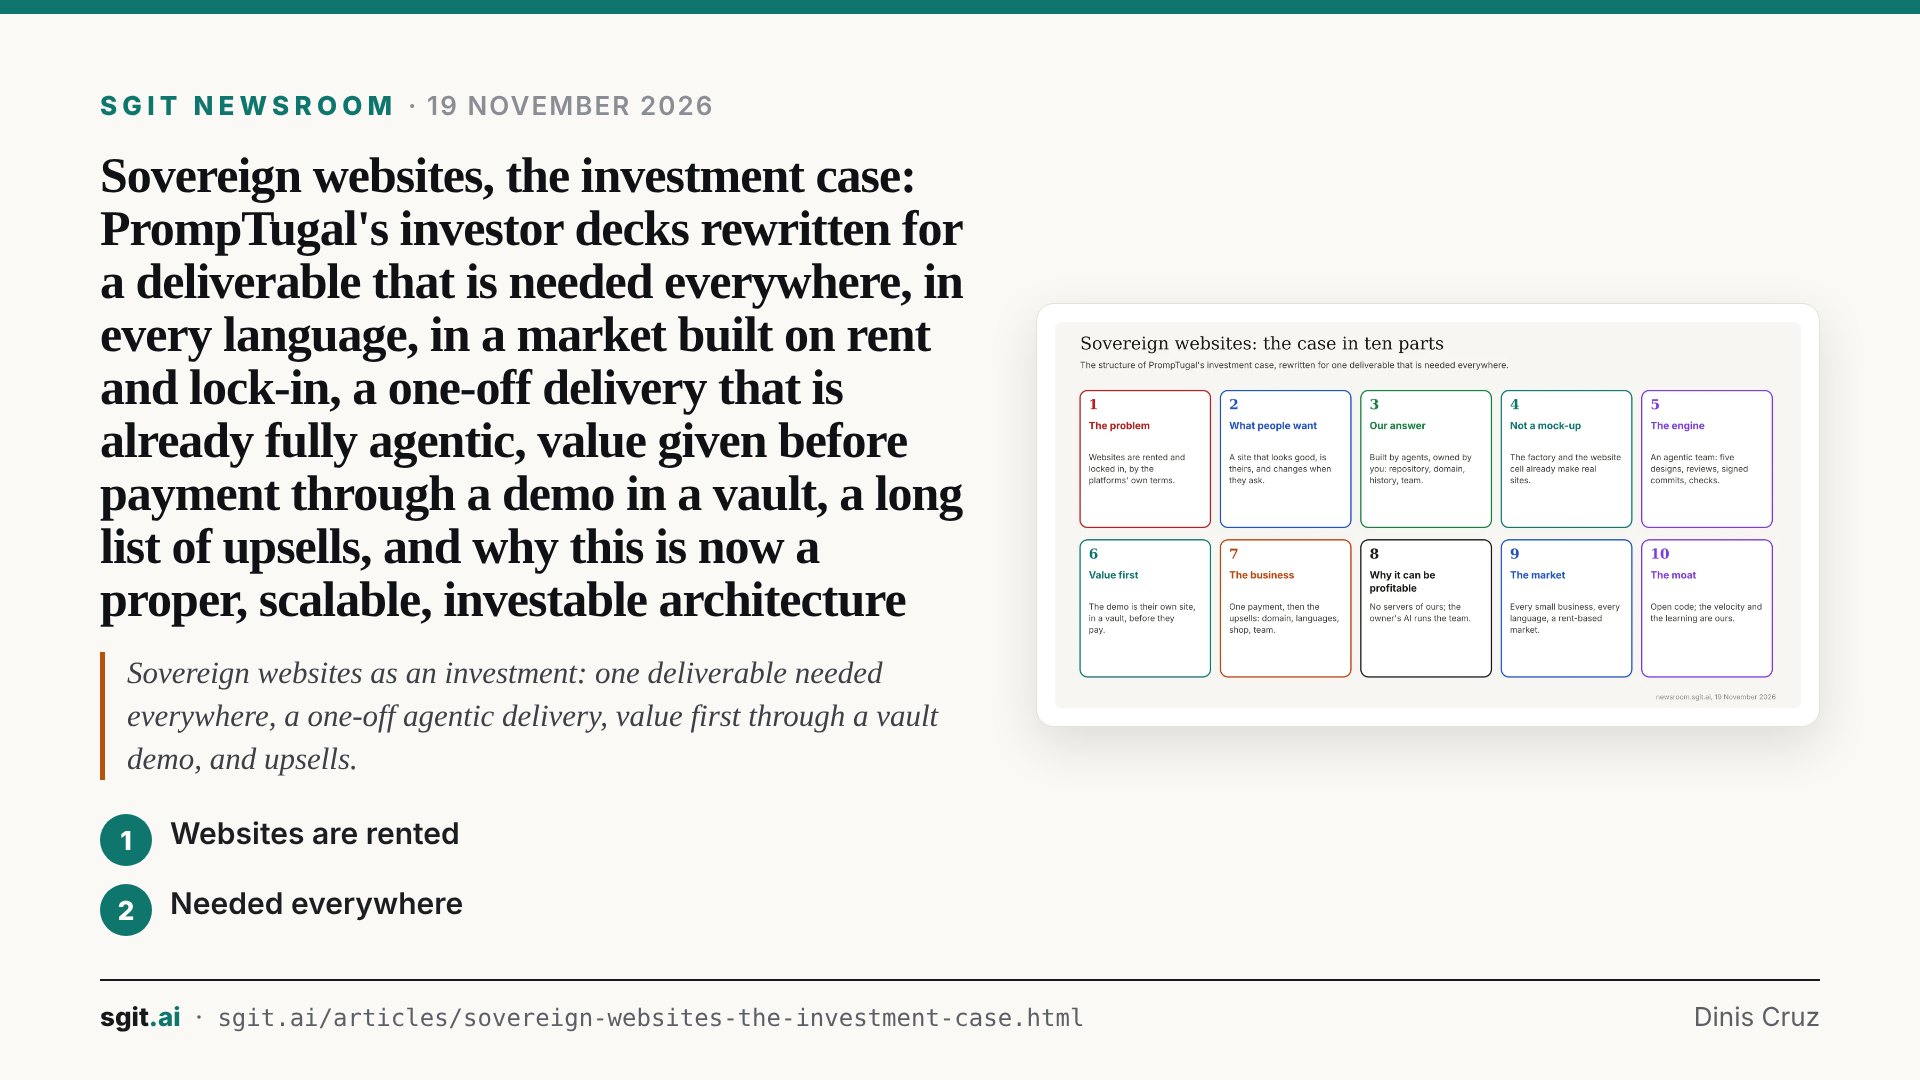 SGIT NEWSROOM · 19 NOVEMBER 2026
Sovereign websites, the investment case:
PrompTugal's investor decks rewritten for
a deliverable that is needed everywhere, in
every language, in a market built on rent
and lock-in, a one-off delivery that is
already fully agentic, value given before
payment through a demo in a vault, a long
list of upsells, and why this is now a
proper, scalable, investable architecture
Sovereign websites as an investment: one deliverable needed
everywhere, a one-off agentic delivery, value first through a vault
demo, and upsells.
1 Websites are rented
2 Needed everywhere
Sovereign websites: the case in ten parts
The structure of PrompTugal's investment case, rewritten for one deliverable that is needed everywhere.
1
The problem
Websites are rented and
locked in, by the
platforms' own terms.
2
What people want
A site that looks good, is
theirs, and changes when
they ask.
3
Our answer
Built by agents, owned by
you: repository, domain,
history, team.
4
Not a mock-up
The factory and the website
cell already make real
sites.
5
The engine
An agentic team: five
designs, reviews, signed
commits, checks.
6
Value first
The demo is their own site,
in a vault, before they
pay.
7
The business
One payment, then the
upsells: domain, languages,
shop, team.
8
Why it can be
profitable
No servers of ours; the
owner's AI runs the team.
9
The market
Every small business, every
language, a rent-based
market.
10
The moat
Open code; the velocity and
the learning are ours.
newsroom.sgit.ai, 19 November 2026
sgit.ai · sgit.ai/articles/sovereign-websites-the-investment-case.html
Dinis Cruz